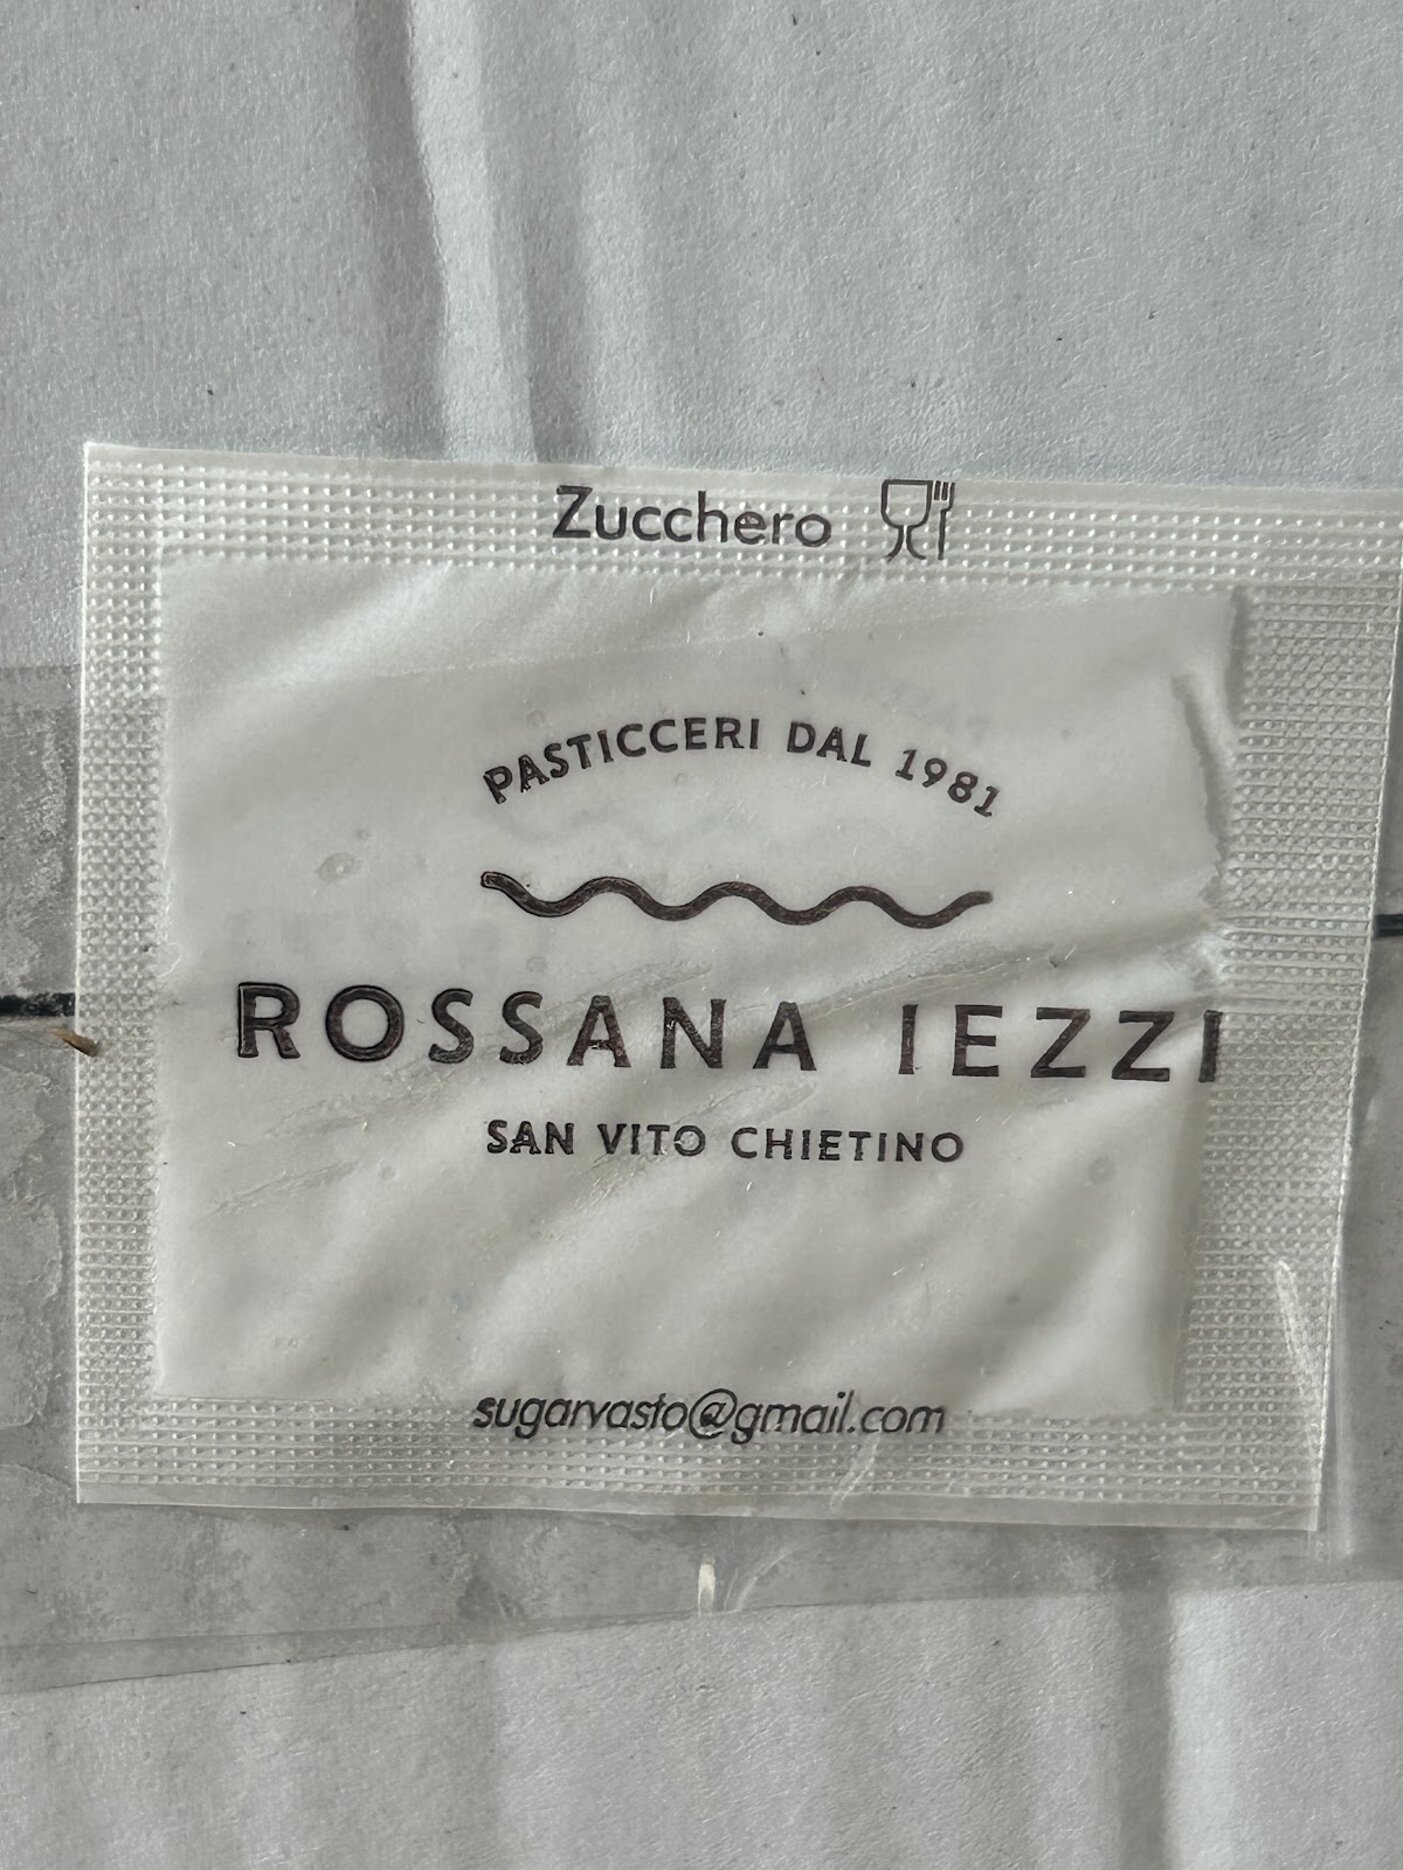 Zucchero
PASTICCERI DAL 1981
ROSSANA IEZZI
SAN VITO CHIETINO
sugarvasto@gmail.com